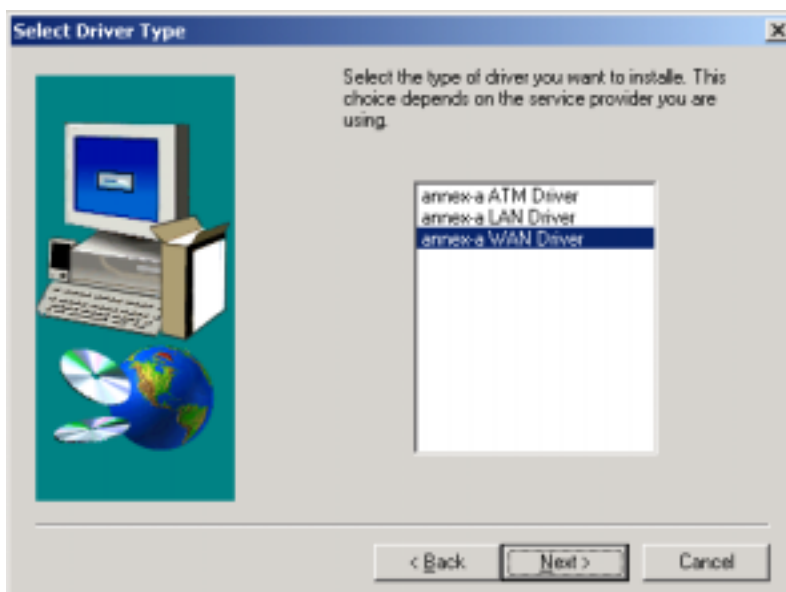 Select Driver Type
Select the type of driver you want to installe. This
choice depends on the service provider you are
using.
annex-a ATM Driver
annex-a LAN Driver
annex-a WAN Driver
< Back
Next >
Cancel